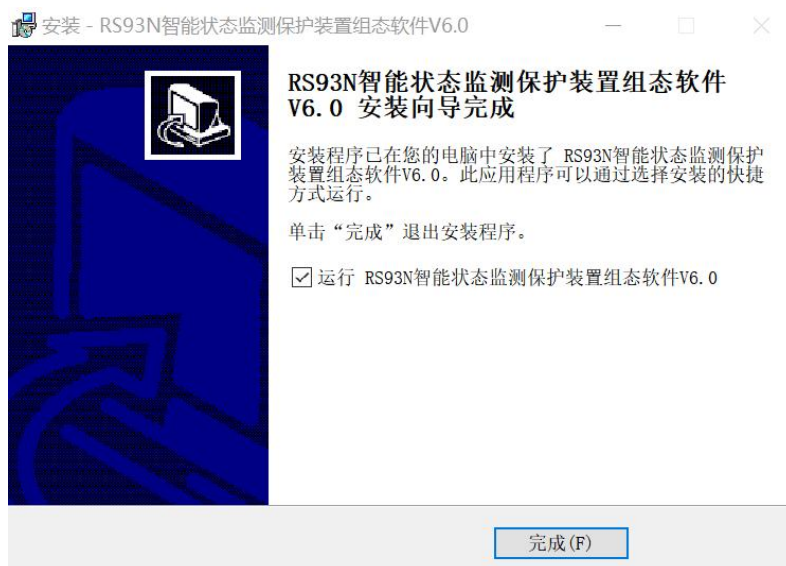 安装 - RS93N智能状态监测保护装置组态软件V6.0
RS93N智能状态监测保护装置组态软件
V6.0 安装向导完成
安装程序已在您的电脑中安装了 RS93N智能状态监测保护
装置组态软件V6.0。此应用程序可以通过选择安装的快捷
方式运行。
单击“完成”退出安装程序。
运行 RS93N智能状态监测保护装置组态软件V6.0
完成(F)